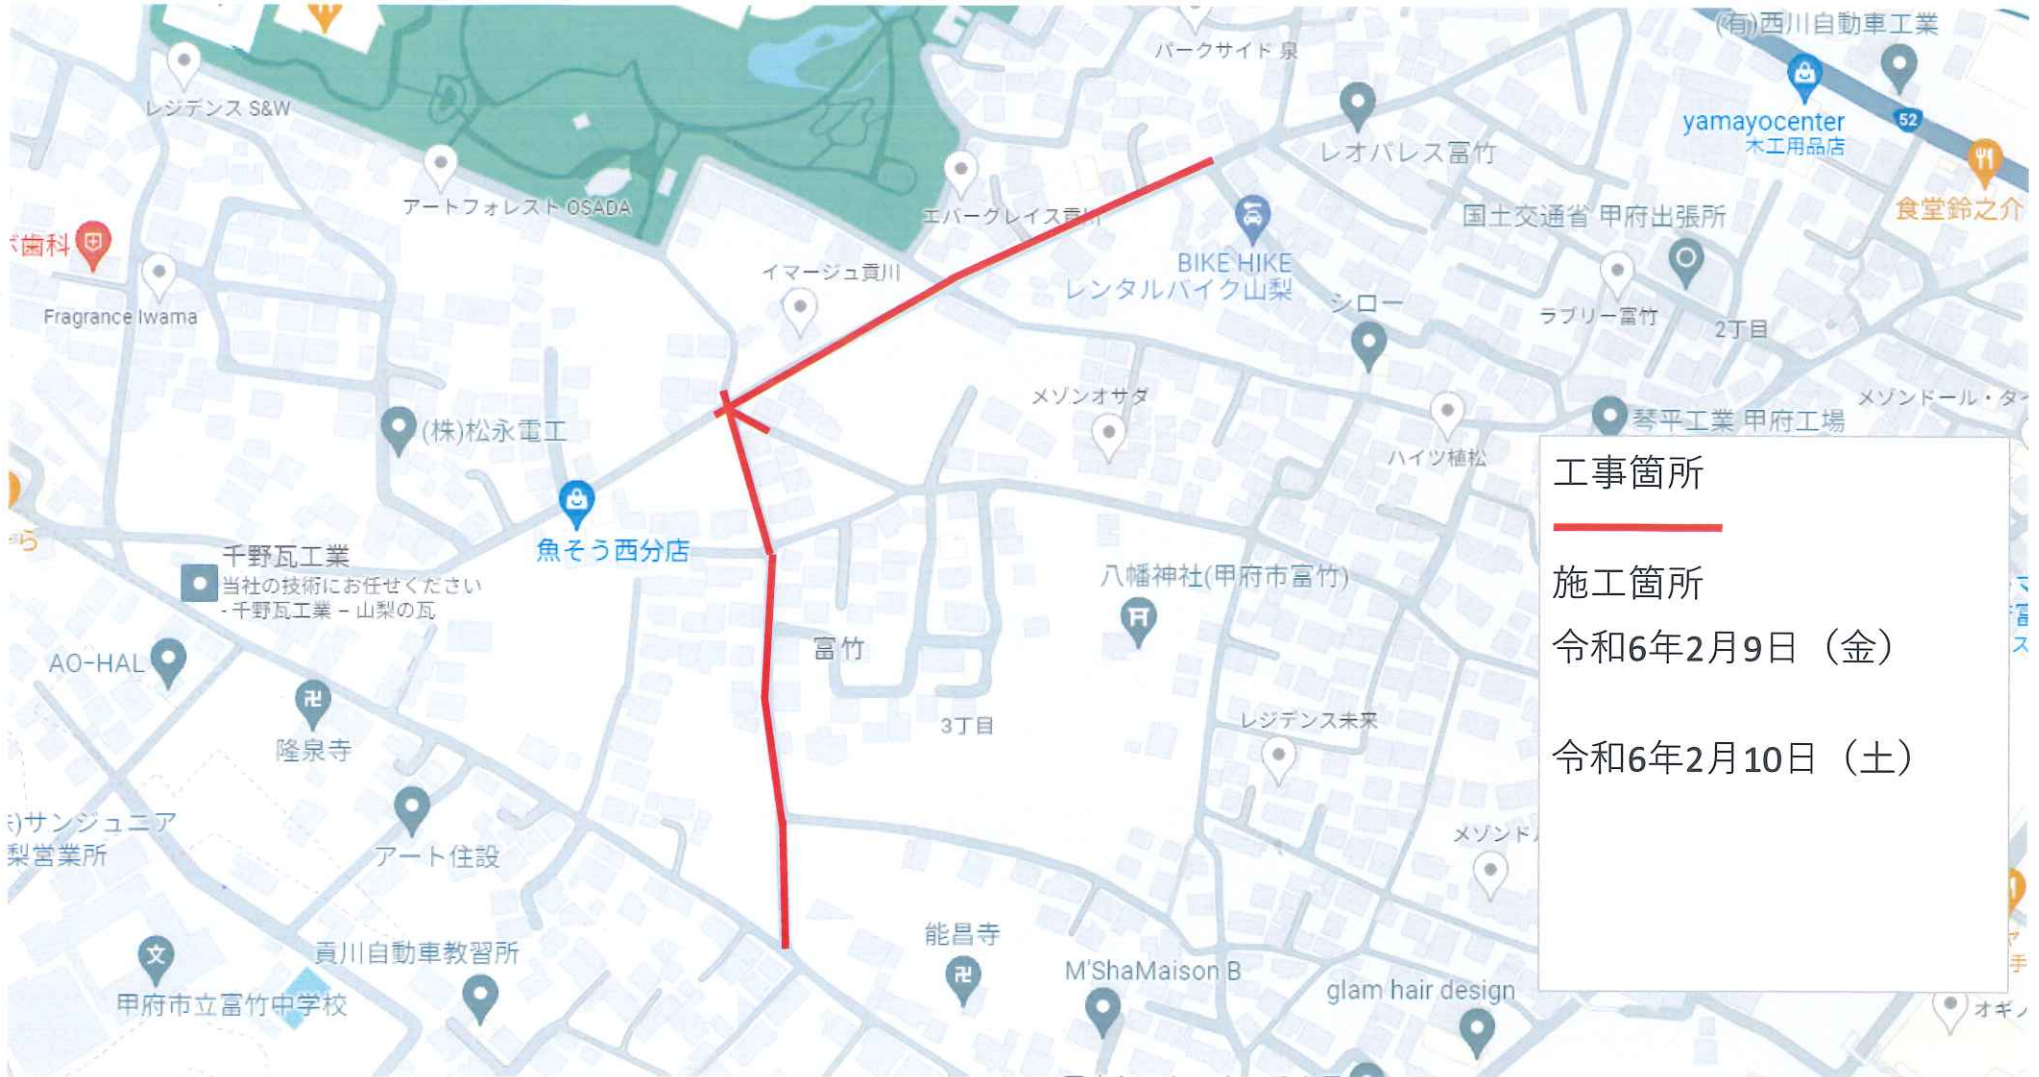 (有)西川自動車工業
パークサイド 泉
レジデンス S&W
yamayocenter
木工用品店
52
レオパレス富竹
アートフォレスト OSADA
エバーグレイス貢川
国土交通省 甲府出張所
食堂鈴之介
歯科
イマージュ貢川
BIKE HIKE
レンタルバイク山梨
Fragrance Iwama
シロー
ラブリー富竹
2丁目
メゾンオサダ
メゾンドール・タ
(株)松永電工
琴平工業 甲府工場
ハイツ植松
工事箇所
ら
魚そう西分店
千野瓦工業
当社の技術にお任せください
- 千野瓦工業 – 山梨の瓦
八幡神社(甲府市富竹)
施工箇所
令和6年2月9日（金）
富竹
AO-HAL
隆泉寺
3丁目
レジデンス未来
令和6年2月10日（土）
)サンジュニア
梨営業所
アート住設
メゾンド
文
甲府市立富竹中学校
貢川自動車教習所
能昌寺
M'ShaMaison B
glam hair design
オギノ